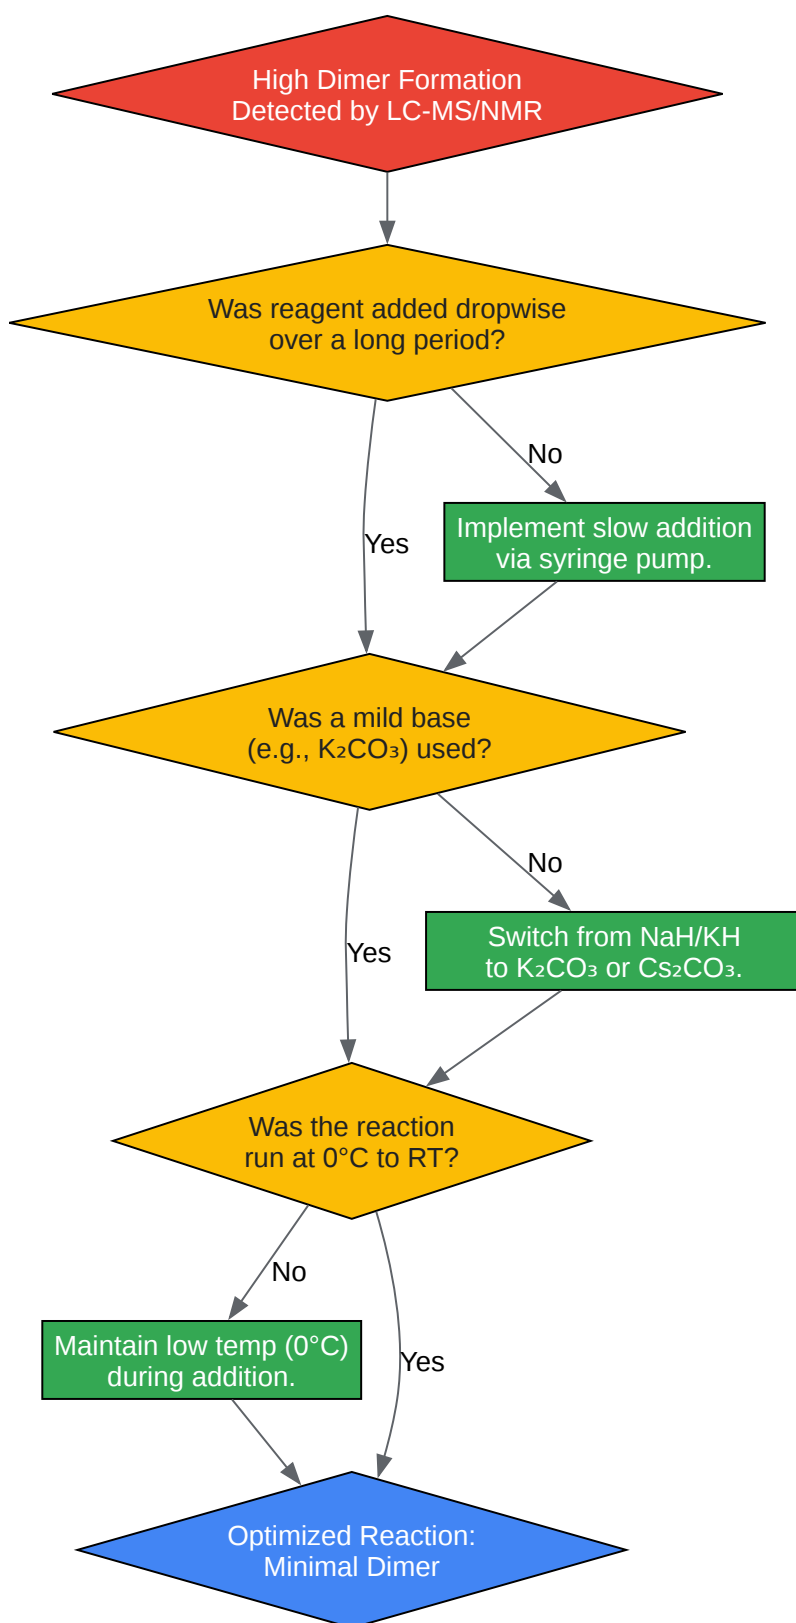 High Dimer Formation
Detected by LC-MS/NMR
Was reagent added dropwise
over a long period?
No
Implement slow addition
via syringe pump.
Yes
Was a mild base
(e.g., K₂CO₃) used?
No
Switch from NaH/KH
to K₂CO₃ or Cs₂CO₃.
Yes
Was the reaction
run at 0°C to RT?
No
Maintain low temp (0°C)
during addition.
Yes
Optimized Reaction:
Minimal Dimer